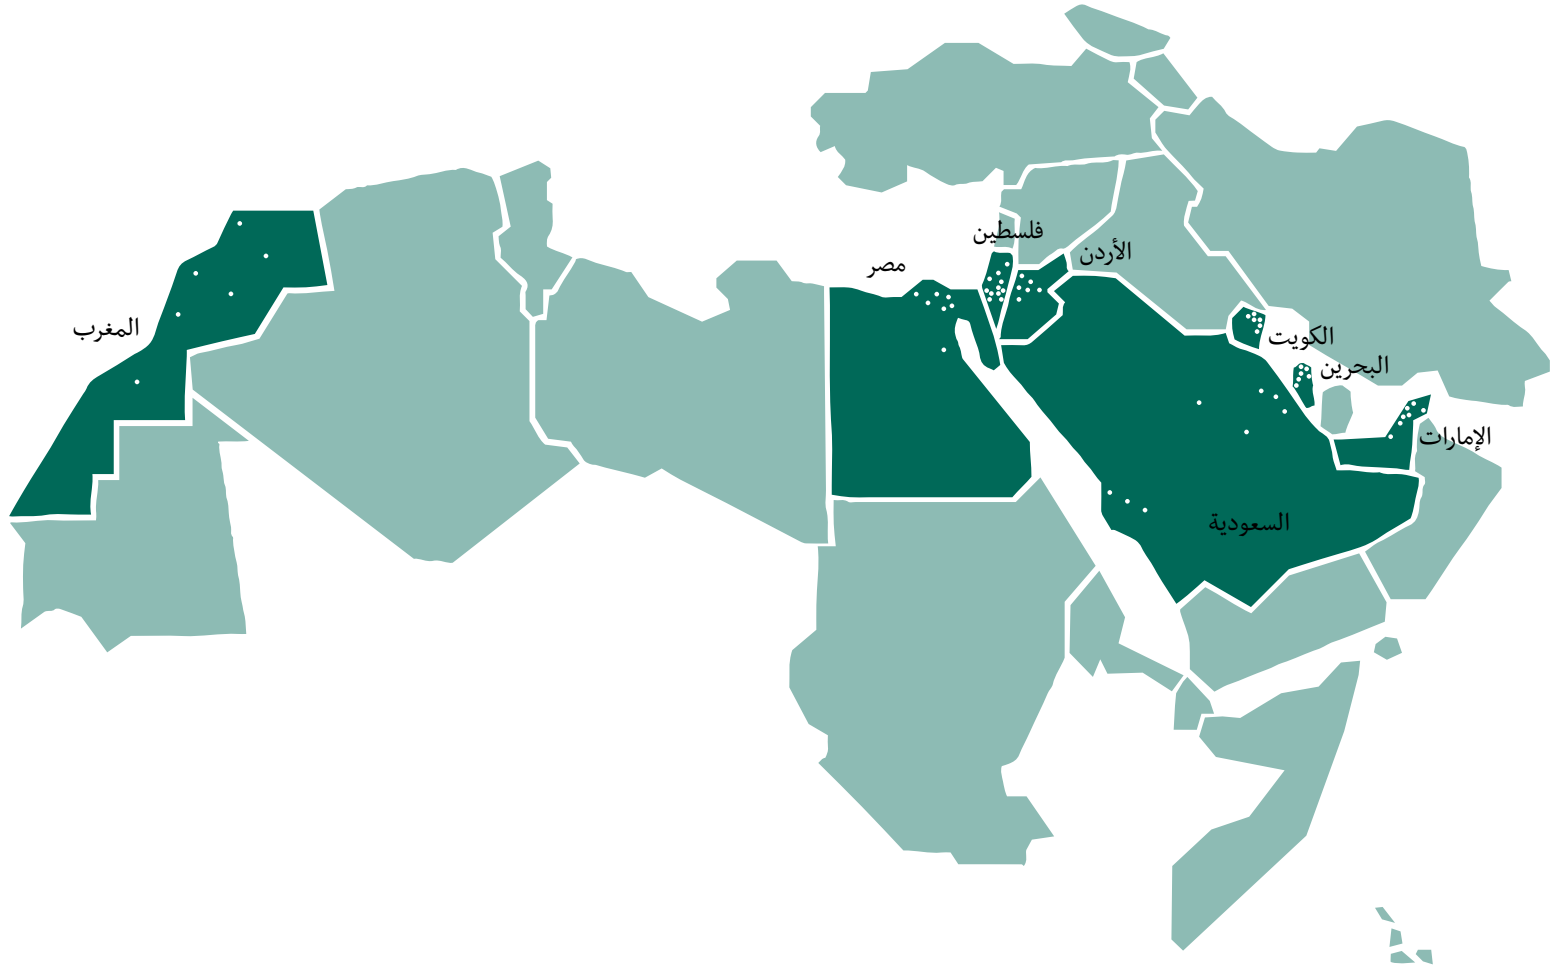 فلسطين
الأردن
مصر
المغرب
الكويت
البحرين
الإمارات
السعودية